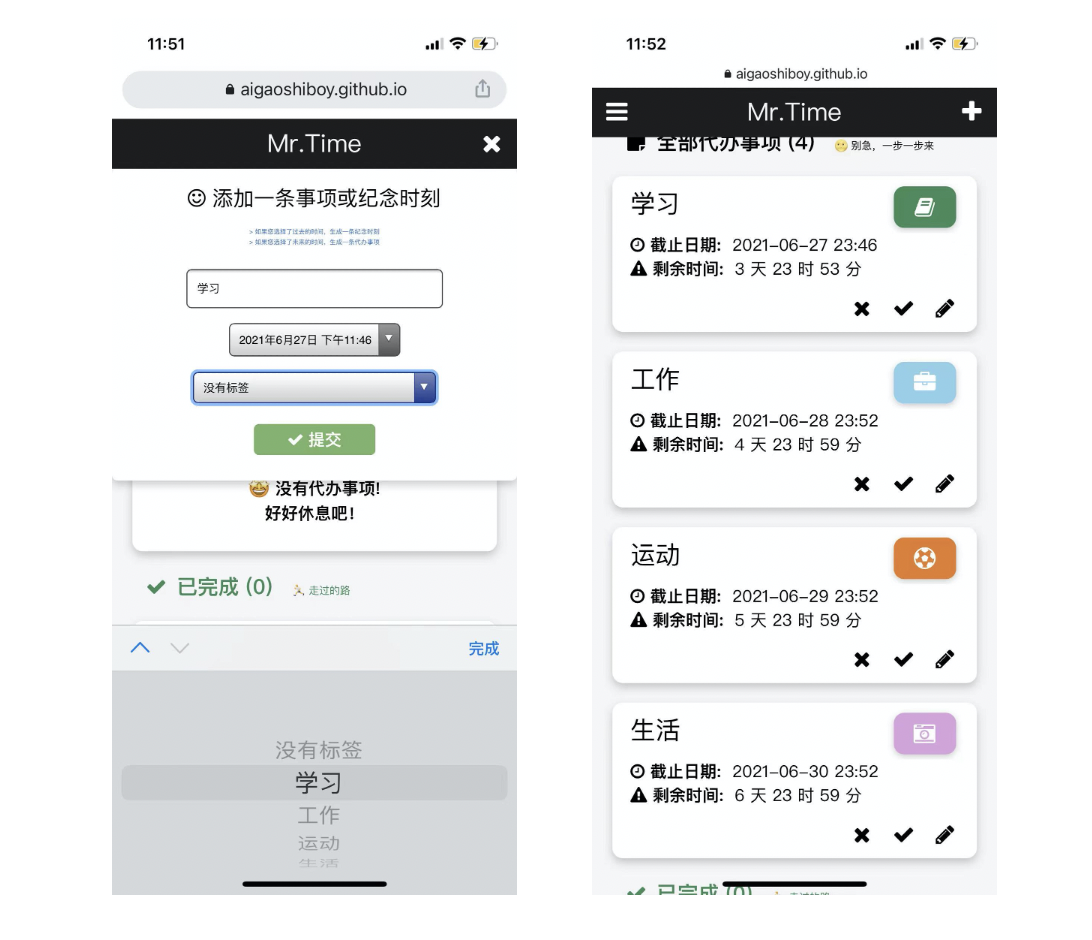 11:51
aigaoshiboy.github.io
Mr.Time
添加一条事项或纪念时刻
> 如果您选择了过去的时间，生成一条纪念时刻
> 如果您选择了未来的时间，生成一条代办事项
学习
2021年6月27日 下午11:46
没有标签
提交
没有代办事项!
好好休息吧！
已完成 (0) 走过的路
完成
没有标签
学习
工作
运动
生活
11:52
aigaoshiboy.github.io
Mr.Time
全部代办事项 (4) 别急，一步一步来
学习
截止日期: 2021-06-27 23:46
剩余时间: 3 天 23 时 53 分
工作
截止日期: 2021-06-28 23:52
剩余时间: 4 天 23 时 59 分
运动
截止日期: 2021-06-29 23:52
剩余时间: 5 天 23 时 59 分
生活
截止日期: 2021-06-30 23:52
剩余时间: 6 天 23 时 59 分
已完成 (0) 走过的路